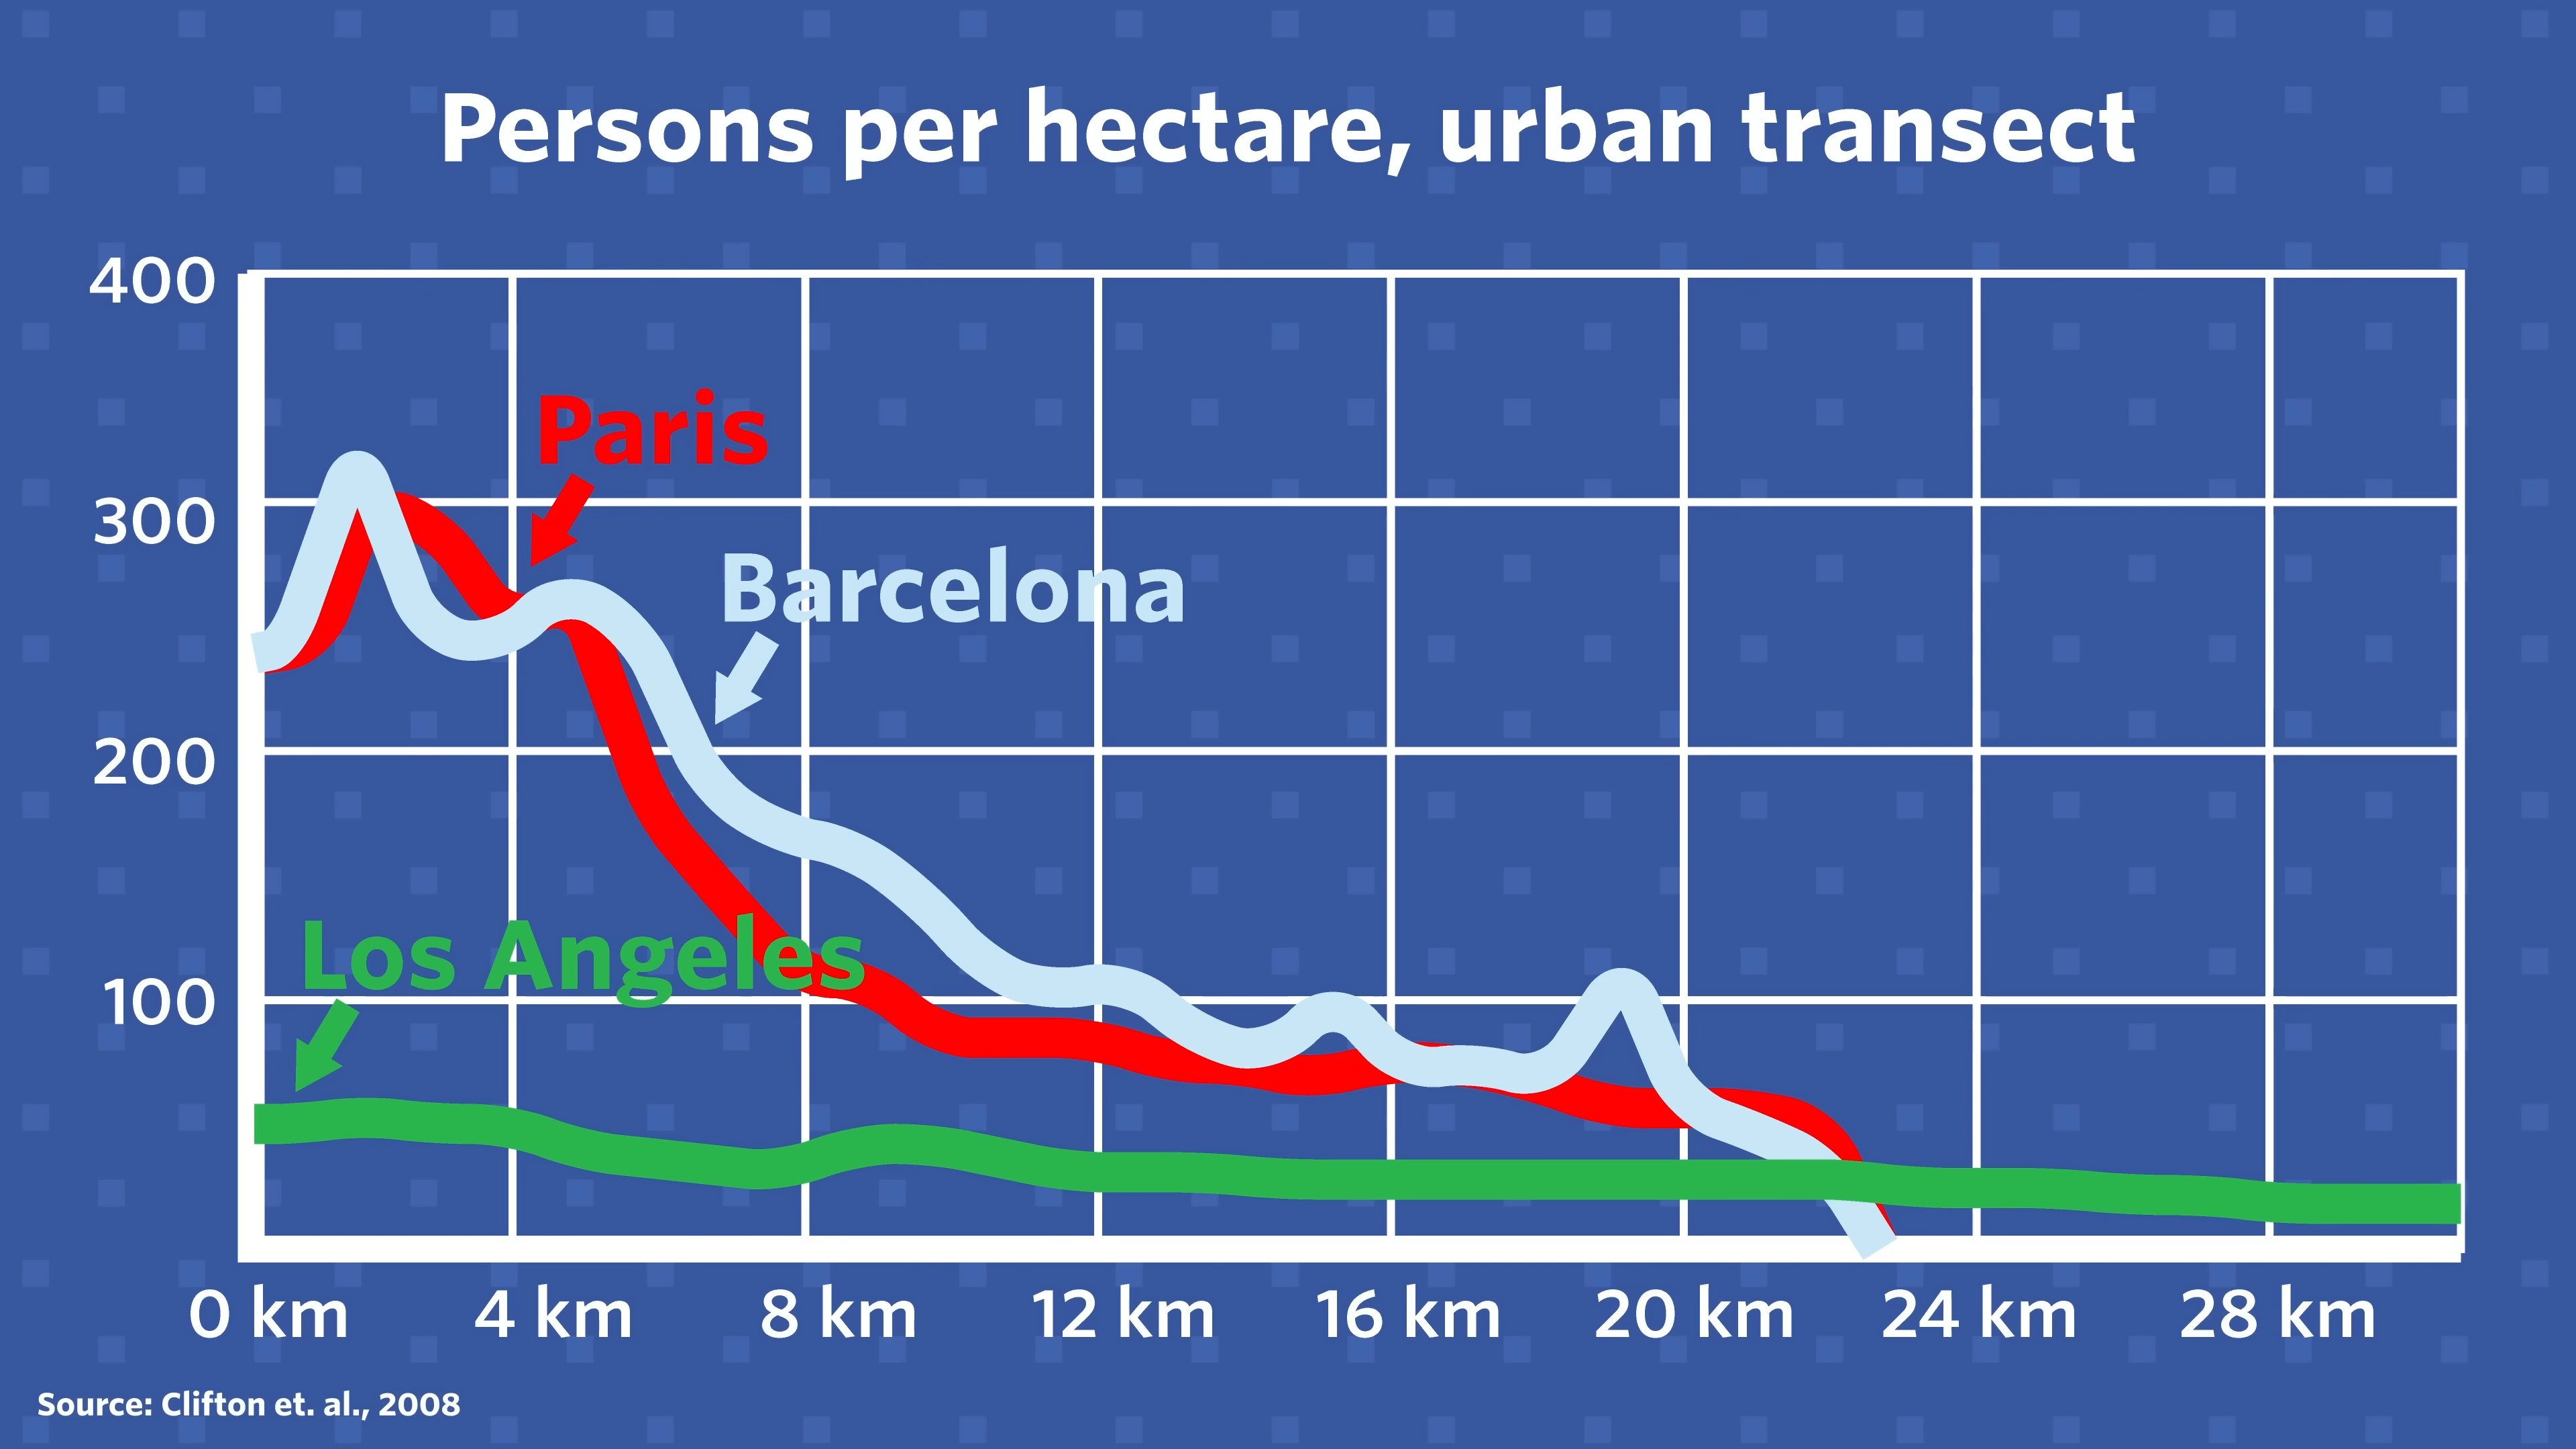 Persons per hectare, urban transect
400
Paris
300
Barcelona
200
Los Angeles
100
0 km 4 km 8 km 12 km 16 km 20 km 24 km 28 km
Source: Clifton et. al., 2008